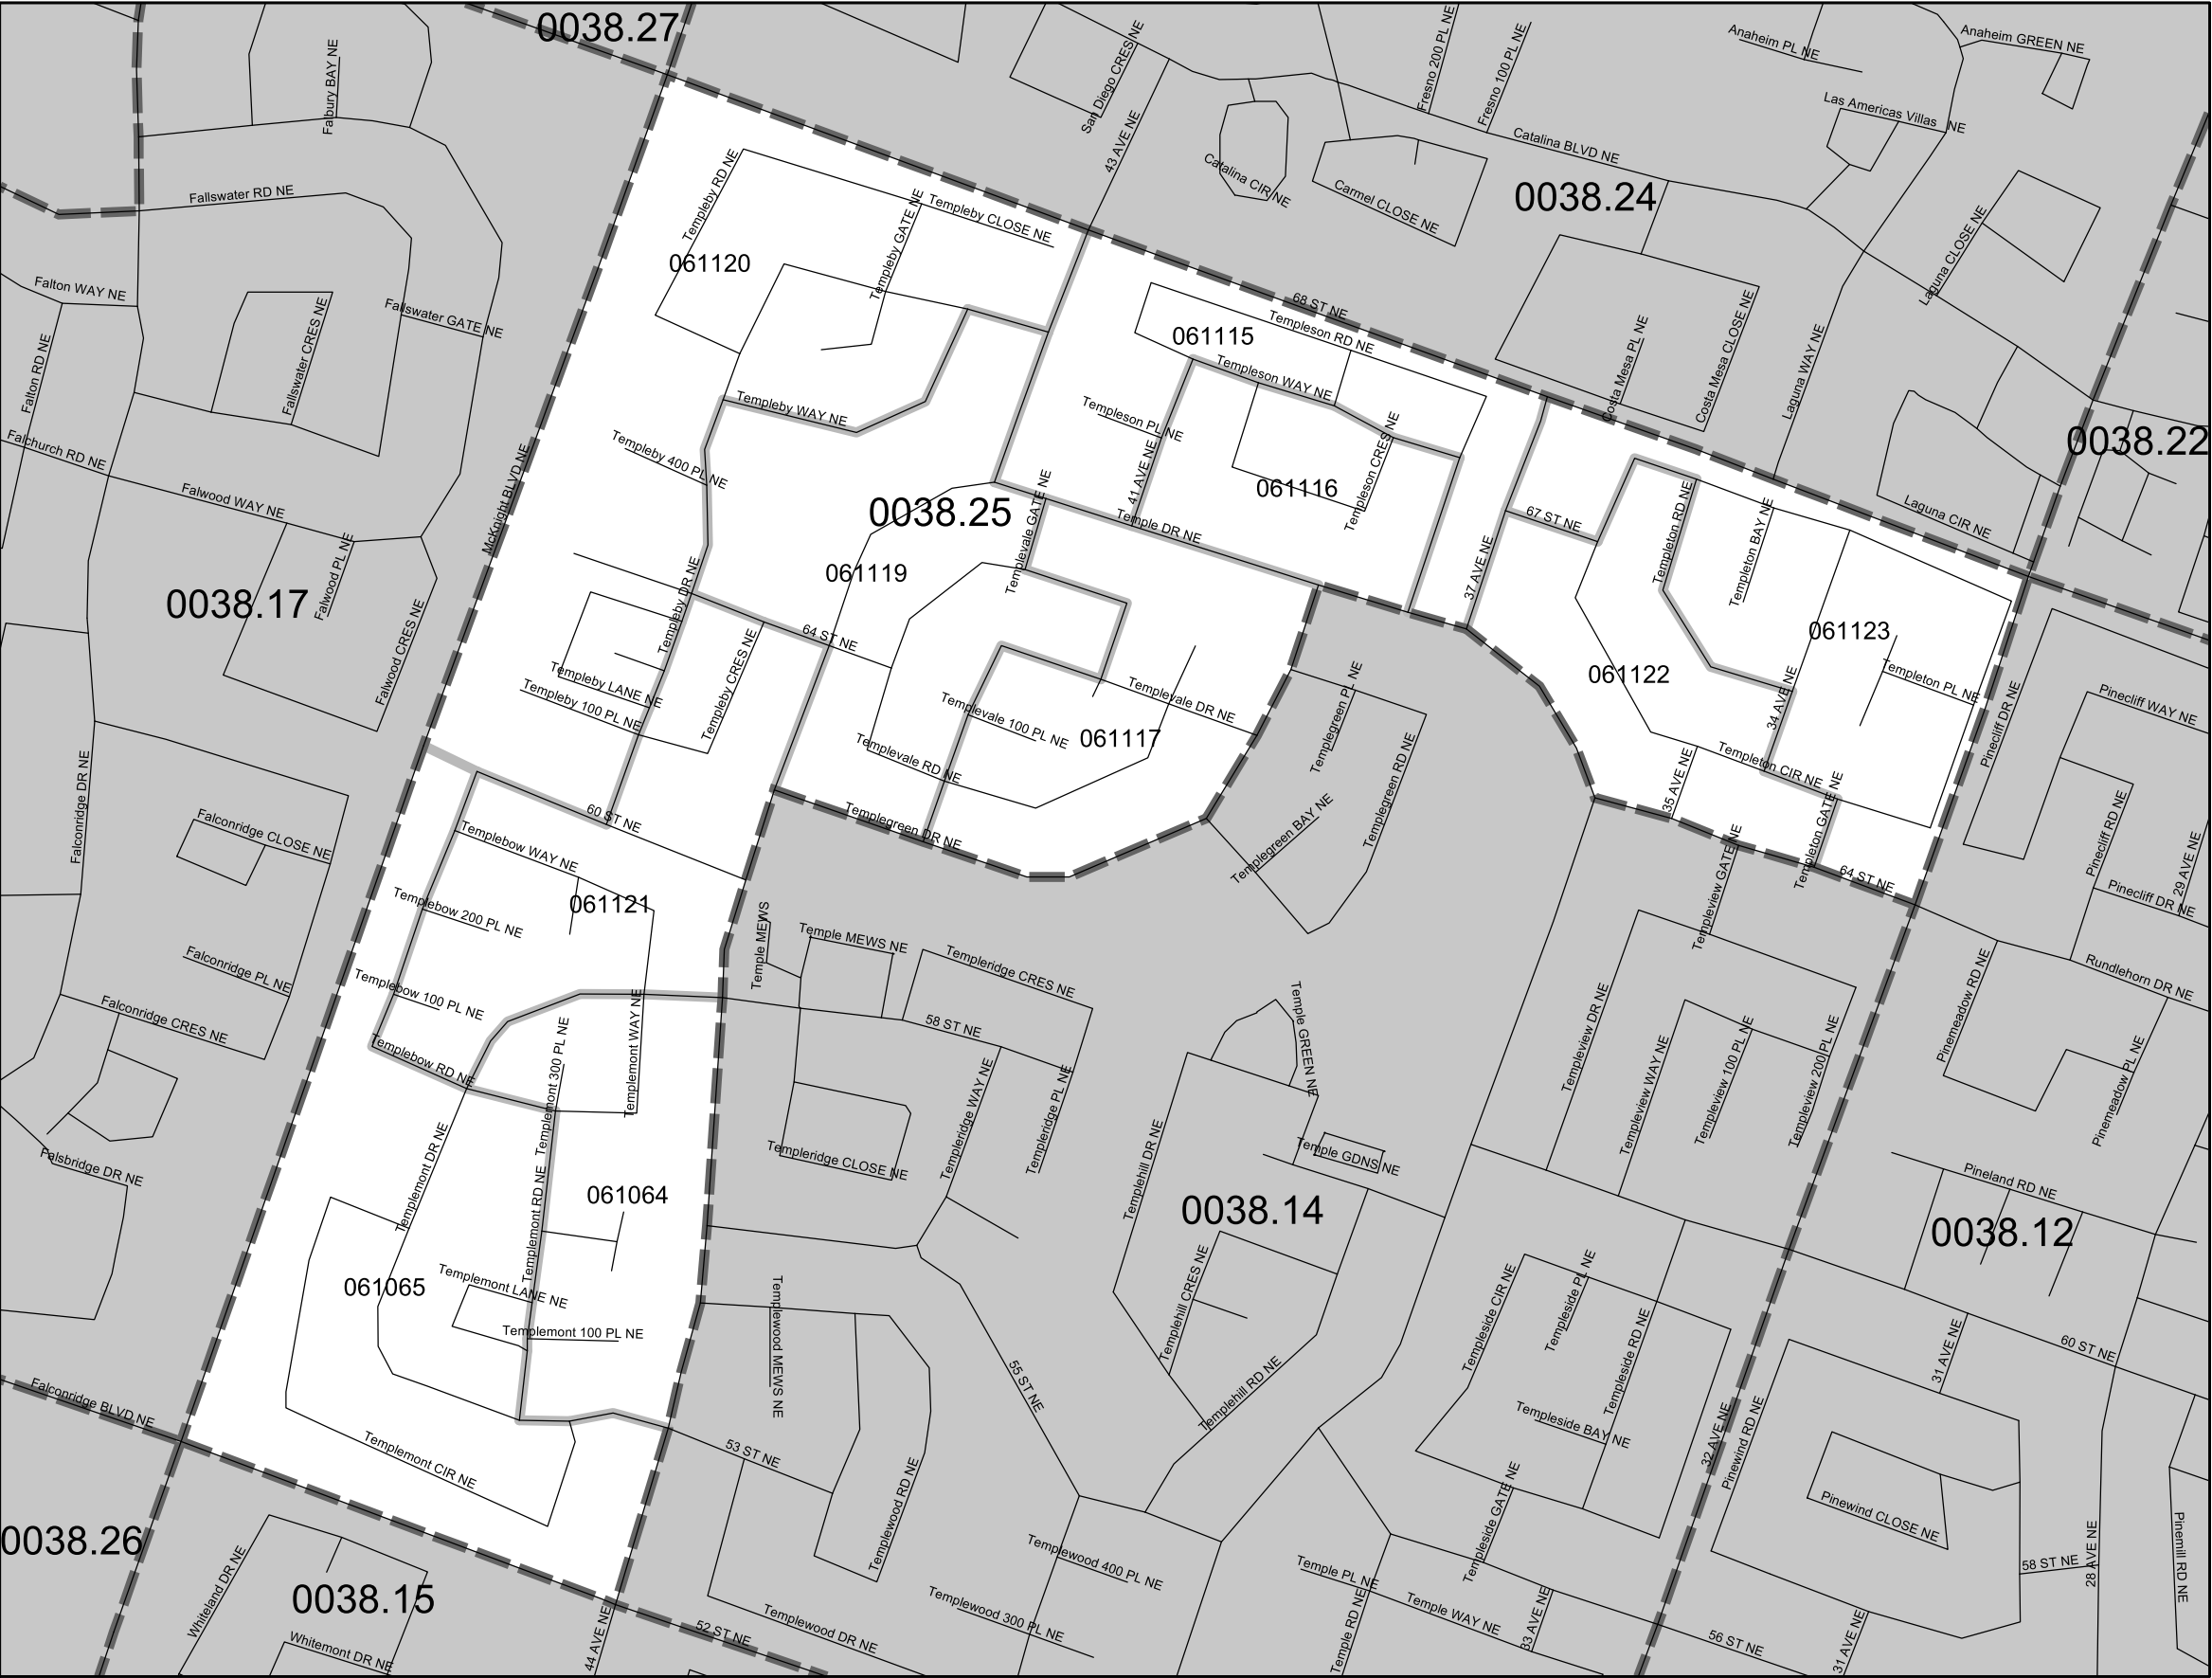 0038.27
Falbury BAY NE
San Diego CRES NE
43 AVE NE
Fresno 200 PL NE
Fresno 100 PL NE
Anaheim PL NE
Anaheim GREEN NE
Las Americas Villas NE
Catalina BLVD NE
Catalina CIR NE
Carmel CLOSE NE
0038.24
Laguna CLOSE NE
Fallswater RD NE
Templeby RD NE
Templeby GATE NE
Templeby CLOSE NE
061120
Falton WAY NE
Falton RD NE
Fallswater CRES NE
Fallswater GATE NE
68 ST NE
Templeson RD NE
061115
Templeson WAY NE
Costa Mesa PL NE
Costa Mesa CLOSE NE
Laguna WAY NE
0038.22
Falchurch RD NE
Falwood WAY NE
Templeby WAY NE
Templeby 400 PL NE
McKnight BLVD NE
Templeson PL NE
41 AVE NE
Templeson CRES NE
061116
Laguna CIR NE
0038.25
Templevale GATE NE
Temple DR NE
67 ST NE
37 AVE NE
Templeton RD NE
Templeton BAY NE
0038.17
Falwood PL NE
Falwood CRES NE
061119
Templeby DR NE
64 ST NE
Templeby CRES NE
Templeby LANE NE
Templeby 100 PL NE
061123
061122
Templeton PL NE
34 AVE NE
Templevale DR NE
Templevale 100 PL NE
061117
Templevale RD NE
Templegreen PL NE
Templegreen RD NE
Templegreen BAY NE
Templegreen DR NE
Templeton CIR NE
35 AVE NE
Templeton GATE NE
Templeview GATE NE
64 ST NE
Pinecliff DR NE
Pinecliff WAY NE
Pinecliff RD NE
29 AVE NE
Pinecliff DR NE
Falconridge DR NE
Falconridge CLOSE NE
60 ST NE
Templebow WAY NE
061121
Templebow 200 PL NE
Falconridge PL NE
Templebow 100 PL NE
Falconridge CRES NE
Templebow RD NE
Temple MEWS
Temple MEWS NE
Templeridge CRES NE
58 ST NE
Temple GREEN NE
Rundlehorn DR NE
Pinemeadow RD NE
Pinemeadow PL NE
Templeview DR NE
Templeview WAY NE
Templeview 100 PL NE
Templeview 200 PL NE
Templemont 300 PL NE
Templemont WAY NE
Templeridge WAY NE
Templeridge PL NE
Templeridge CLOSE NE
Templehill DR NE
Temple GDNS NE
Falsbridge DR NE
Templemont DR NE
Templemont RD NE
061064
0038.14
Pineland RD NE
0038.12
061065
Templemont LANE NE
Templemont 100 PL NE
Templewood MEWS NE
Templehill CRES NE
Templehill RD NE
55 ST NE
Templeside CIR NE
Templeside PL NE
Templeside RD NE
Templeside BAY NE
31 AVE NE
60 ST NE
Falconridge BLVD NE
Templemont CIR NE
53 ST NE
Templewood RD NE
Templeside GATE NE
32 AVE NE
Pinewind RD NE
Pinewind CLOSE NE
0038.26
Whiteland DR NE
0038.15
Whitemont DR NE
44 AVE NE
52 ST NE
Templewood DR NE
Templewood 400 PL NE
Templewood 300 PL NE
Temple PL NE
Temple RD NE
Temple WAY NE
33 AVE NE
56 ST NE
31 AVE NE
58 ST NE
28 AVE NE
Pinemill RD NE